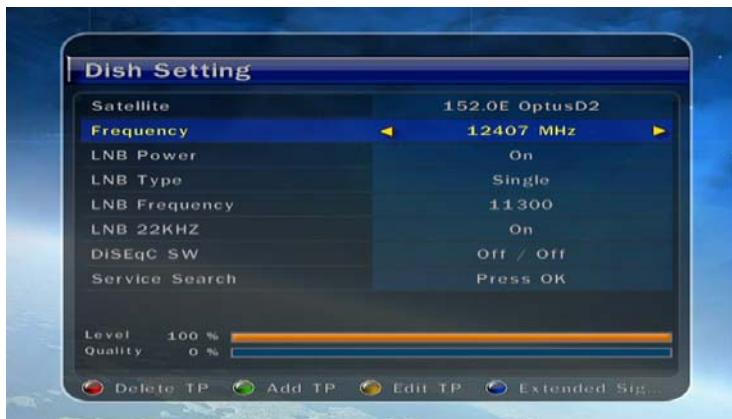 Dish Setting
Satellite 152.0E OptusD2
Frequency 12407 MHz
LNB Power On
LNB Type Single
LNB Frequency 11300
LNB 22KHZ On
DiSEqC SW Off / Off
Service Search Press OK
Level 100 %
Quality 0 %
Delete TP Add TP Edit TP Extended Sig...